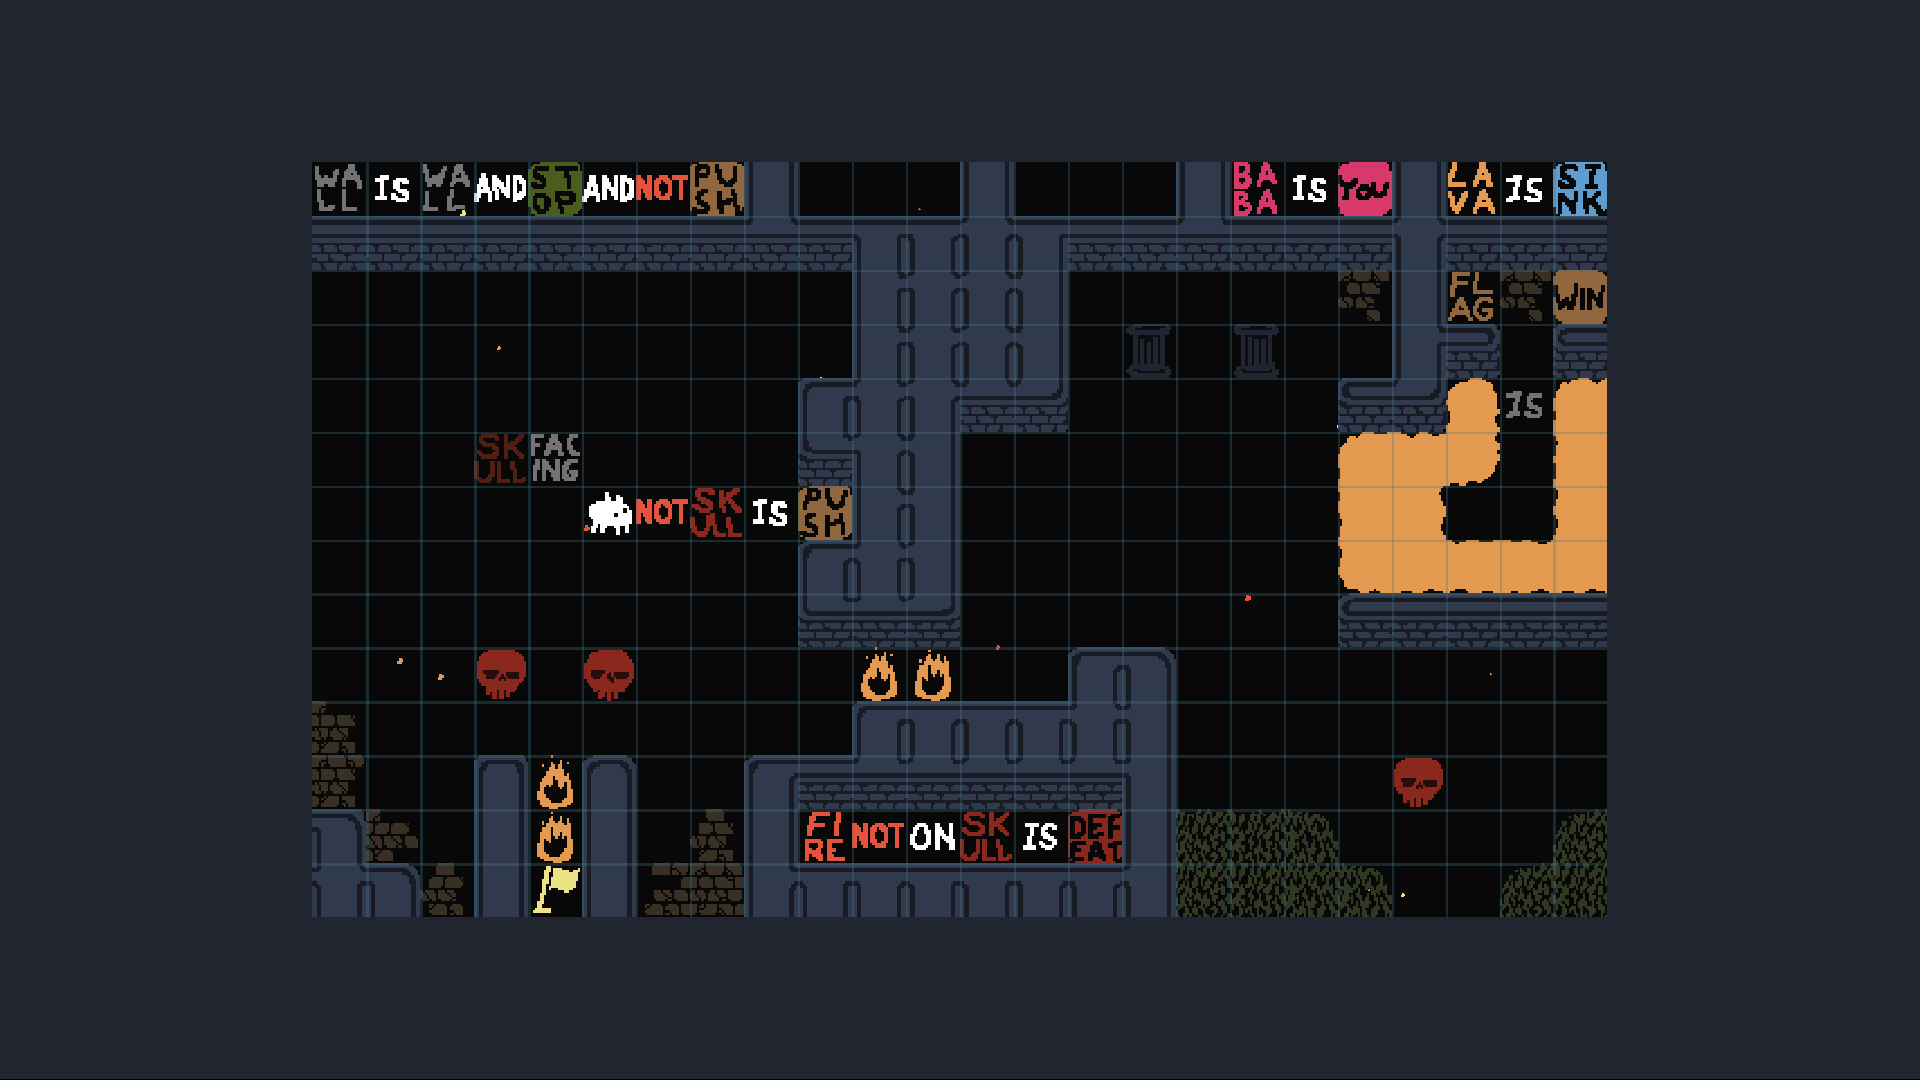 WALL IS WALL AND STOP AND NOT PUSH
BABA IS YOU
LAVA IS SINK
FLAG WIN
IS
SKULL FACING
NOT SKULL IS PUSH
FIRE NOT ON SKULL IS DEFEAT